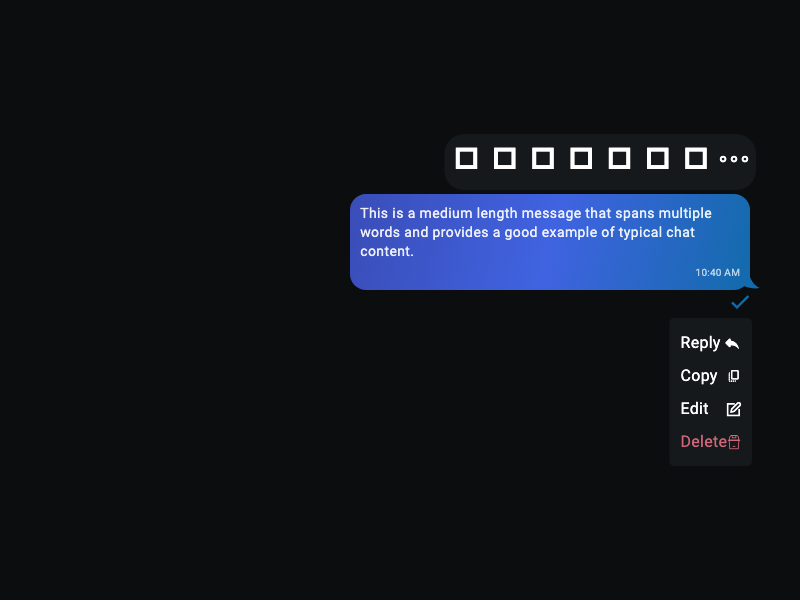 This is a medium length message that spans multiple
words and provides a good example of typical chat
content.
10:40 AM
Reply
Copy
Edit
Delete